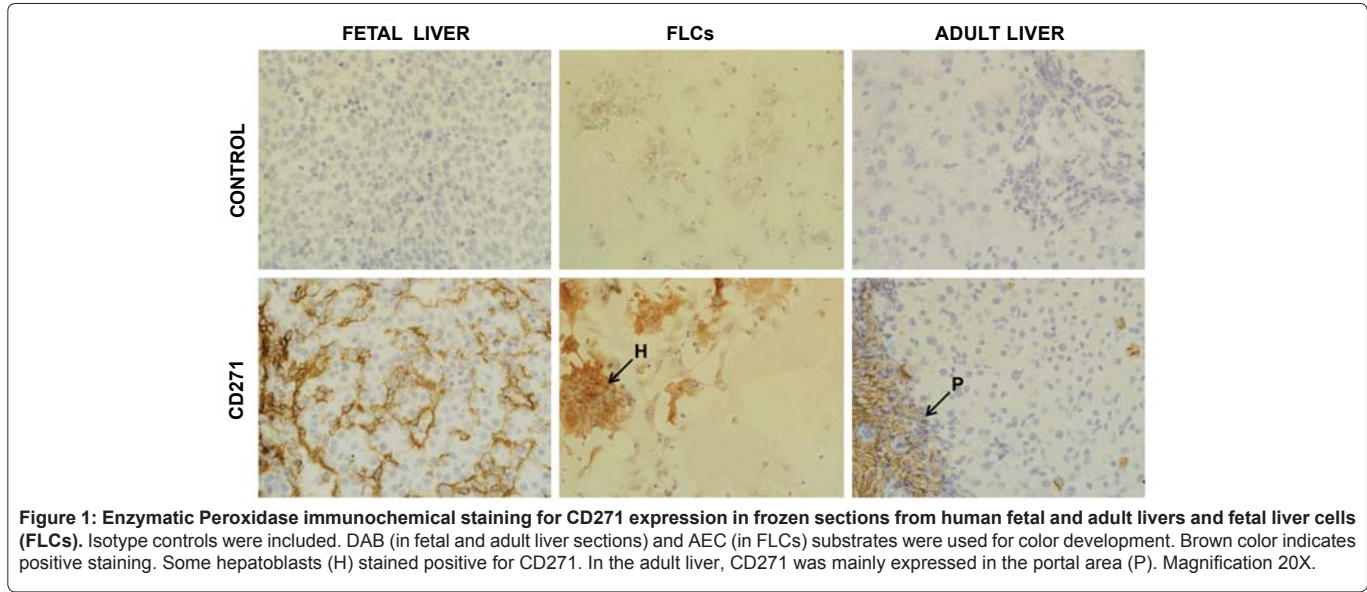 FETAL LIVER FLCs ADULT LIVER
CONTROL
CD271
H
P
Figure 1: Enzymatic Peroxidase immunochemical staining for CD271 expression in frozen sections from human fetal and adult livers and fetal liver cells
(FLCs). Isotype controls were included. DAB (in fetal and adult liver sections) and AEC (in FLCs) substrates were used for color development. Brown color indicates
positive staining. Some hepatoblasts (H) stained positive for CD271. In the adult liver, CD271 was mainly expressed in the portal area (P). Magnification 20X.